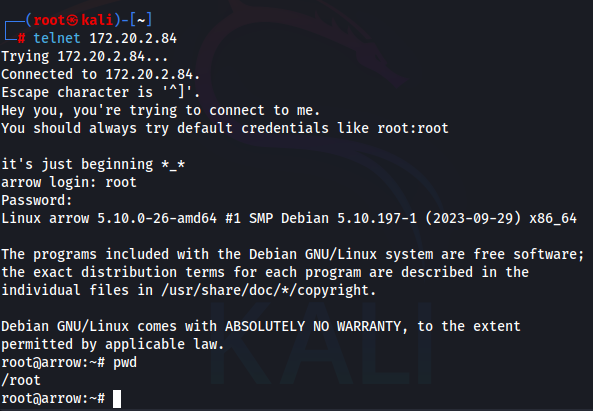 ┌──(root㉿kali)-[~]
└─# telnet 172.20.2.84
Trying 172.20.2.84...
Connected to 172.20.2.84.
Escape character is '^]'.
Hey you, you're trying to connect to me.
You should always try default credentials like root:root
it's just beginning *_*
arrow login: root
Password:
Linux arrow 5.10.0-26-amd64 #1 SMP Debian 5.10.197-1 (2023-09-29) x86_64
The programs included with the Debian GNU/Linux system are free software;
the exact distribution terms for each program are described in the
individual files in /usr/share/doc/*/copyright.
Debian GNU/Linux comes with ABSOLUTELY NO WARRANTY, to the extent
permitted by applicable law.
root@arrow:~# pwd
/root
root@arrow:~#
KALI